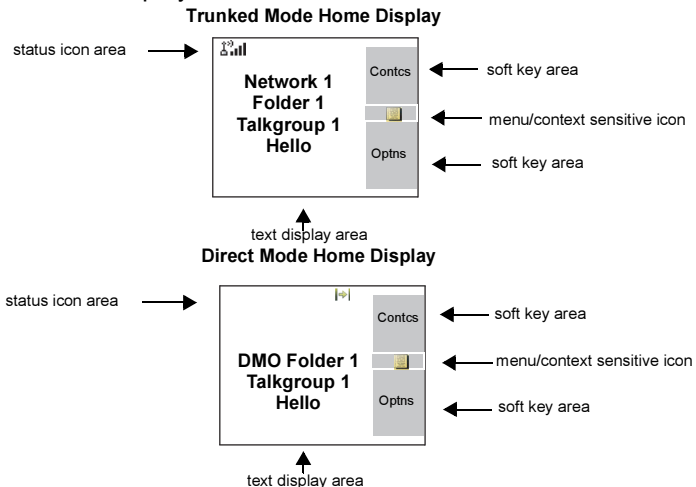 Trunked Mode Home Display
status icon area
Network 1
Folder 1
Talkgroup 1
Hello
Contcs
Optns
soft key area
menu/context sensitive icon
soft key area
text display area
Direct Mode Home Display
status icon area
DMO Folder 1
Talkgroup 1
Hello
Contcs
Optns
soft key area
menu/context sensitive icon
soft key area
text display area